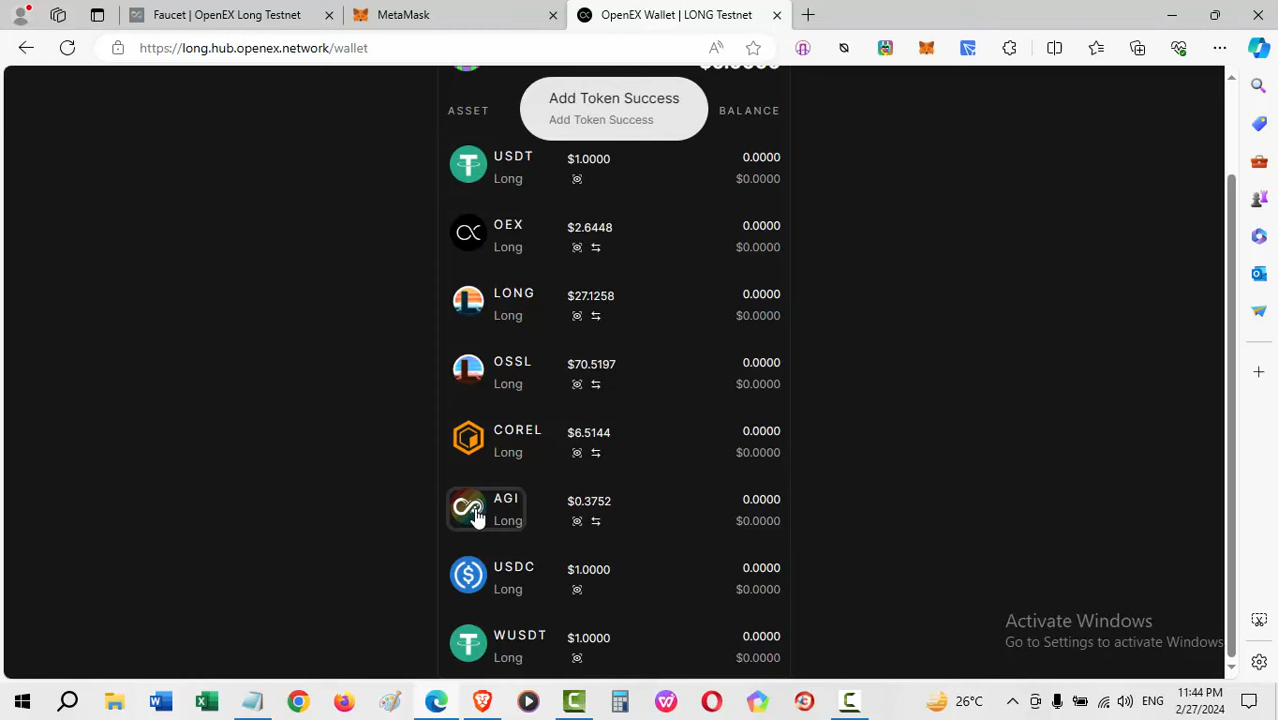 Faucet | OpenEX Long Testnet
MetaMask
OpenEX Wallet | LONG Testnet
https://long.hub.openex.network/wallet
Add Token Success
Add Token Success
ASSET
BALANCE
USDT $1.0000 0.0000
Long $0.0000
OEX $2.6448 0.0000
Long $0.0000
LONG $27.1258 0.0000
Long $0.0000
OSSL $70.5197 0.0000
Long $0.0000
COREL $6.5144 0.0000
Long $0.0000
AGI $0.3752 0.0000
Long $0.0000
USDC $1.0000 0.0000
Long $0.0000
WUSDT $1.0000 0.0000
Long $0.0000
Activate Windows
Go to Settings to activate Windows
26°C
ENG
11:44 PM
2/27/2024